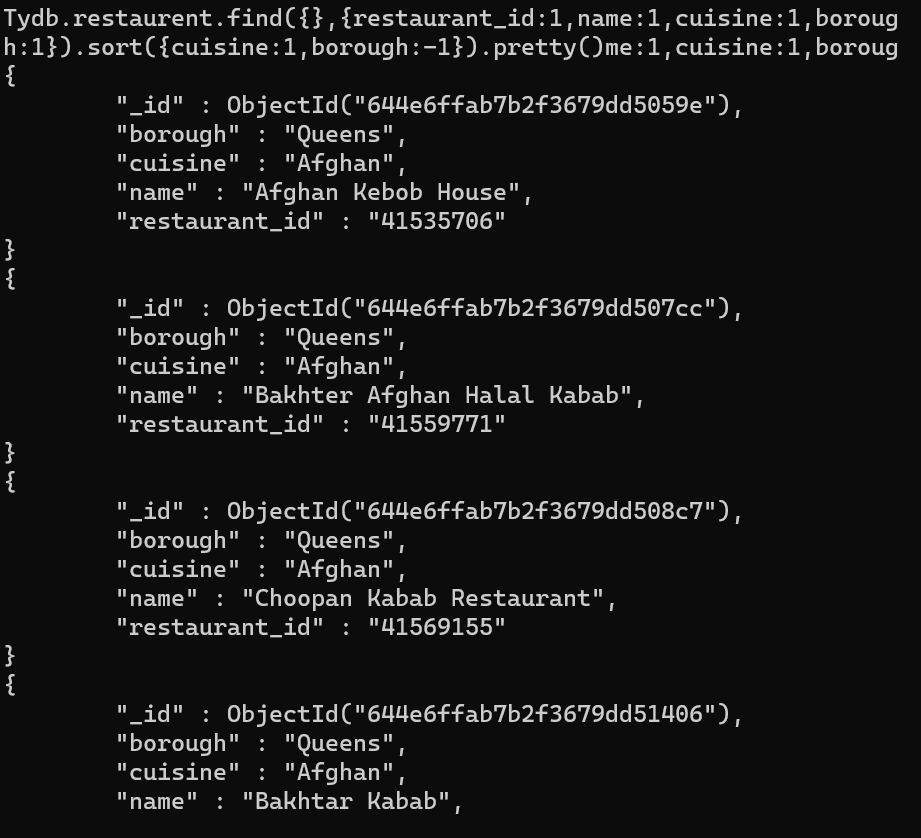 Tydb.restaurent.find({},{restaurant_id:1,name:1,cuisine:1,boroug
h:1}).sort({cuisine:1,borough:-1}).pretty()me:1,cuisine:1,boroug
{
        "_id" : ObjectId("644e6ffab7b2f3679dd5059e"),
        "borough" : "Queens",
        "cuisine" : "Afghan",
        "name" : "Afghan Kebob House",
        "restaurant_id" : "41535706"
}
{
        "_id" : ObjectId("644e6ffab7b2f3679dd507cc"),
        "borough" : "Queens",
        "cuisine" : "Afghan",
        "name" : "Bakhter Afghan Halal Kabab",
        "restaurant_id" : "41559771"
}
{
        "_id" : ObjectId("644e6ffab7b2f3679dd508c7"),
        "borough" : "Queens",
        "cuisine" : "Afghan",
        "name" : "Choopan Kabab Restaurant",
        "restaurant_id" : "41569155"
}
{
        "_id" : ObjectId("644e6ffab7b2f3679dd51406"),
        "borough" : "Queens",
        "cuisine" : "Afghan",
        "name" : "Bakhtar Kabab",